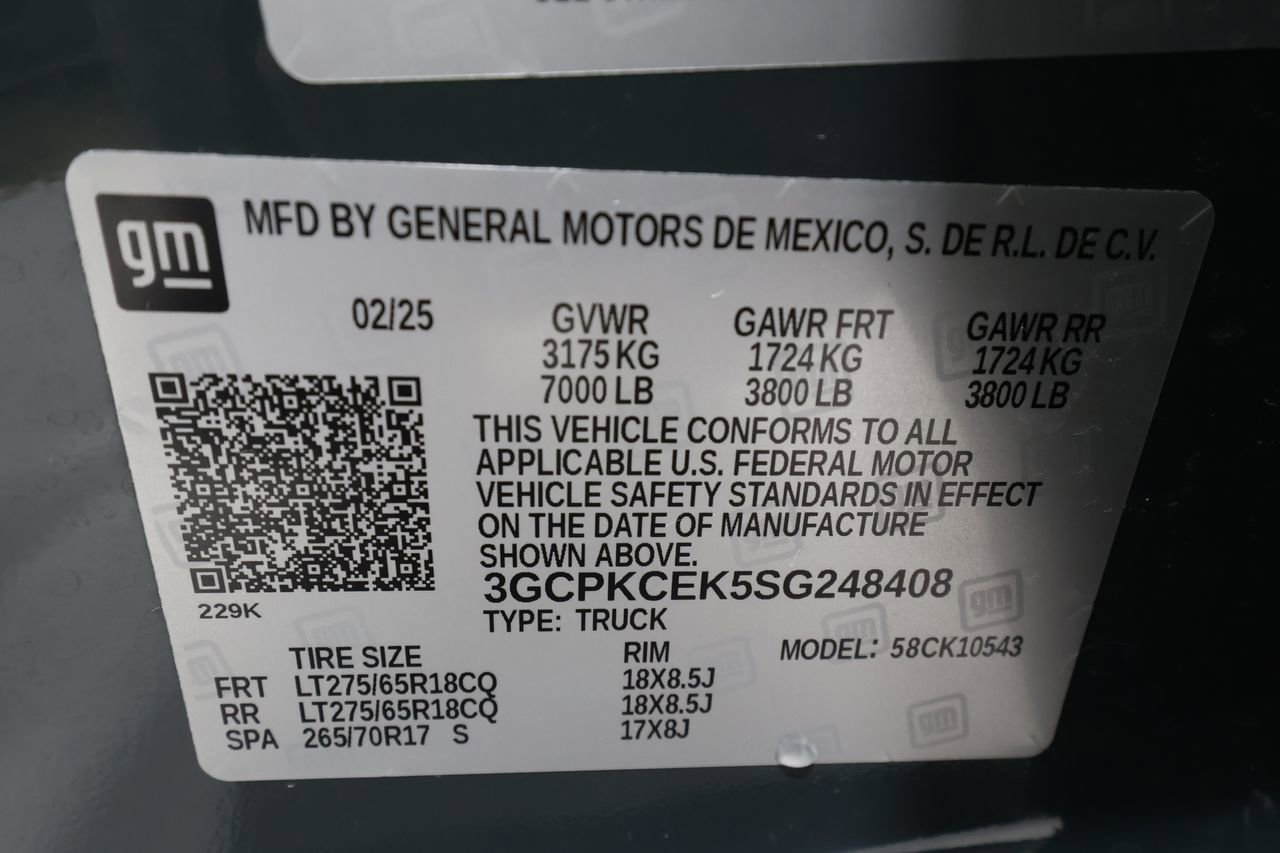 gm
MFD BY GENERAL MOTORS DE MEXICO, S. DE R.L. DE C.V.
02/25 GVWR GAWR FRT GAWR RR
3175 KG 1724 KG 1724 KG
7000 LB 3800 LB 3800 LB
THIS VEHICLE CONFORMS TO ALL
APPLICABLE U.S. FEDERAL MOTOR
VEHICLE SAFETY STANDARDS IN EFFECT
ON THE DATE OF MANUFACTURE
SHOWN ABOVE.
3GCPKCEK5SG248408
229K
TYPE: TRUCK
MODEL: 58CK10543
TIRE SIZE RIM
FRT LT275/65R18CQ 18X8.5J
RR LT275/65R18CQ 18X8.5J
SPA 265/70R17 S 17X8J